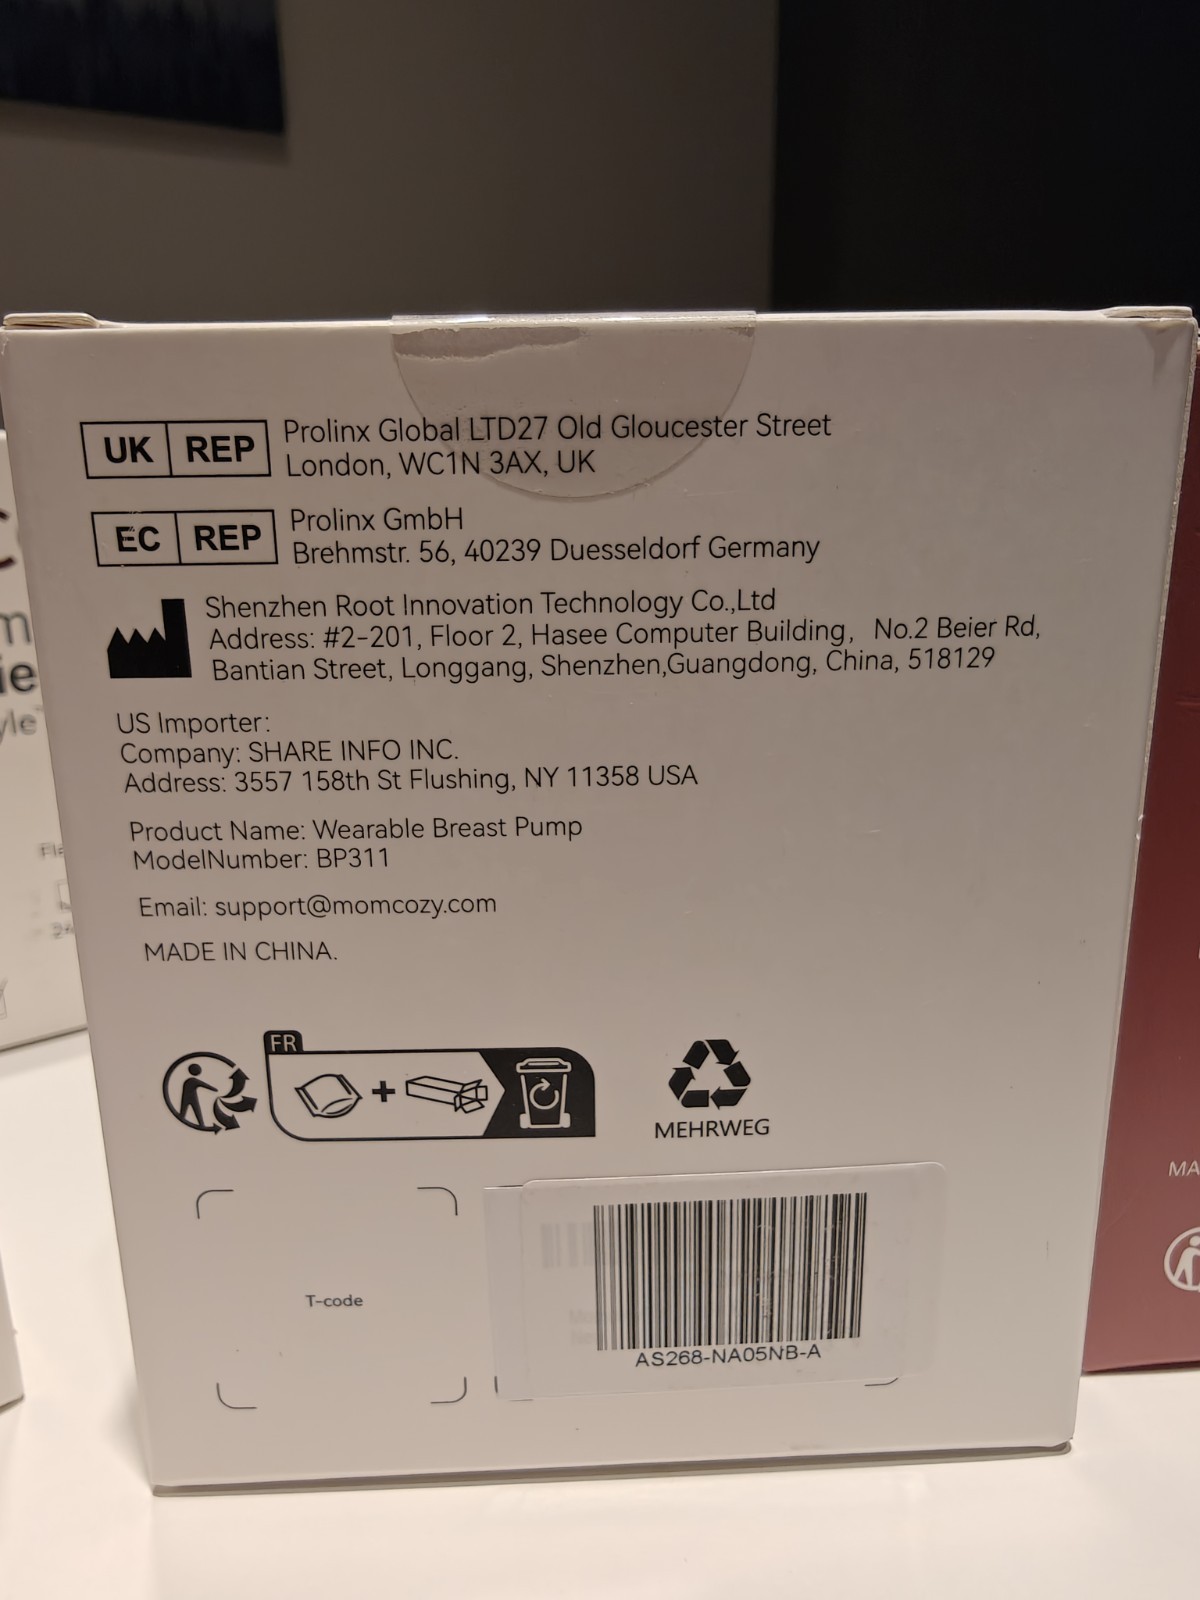 UK REP
Prolinx Global LTD27 Old Gloucester Street
London, WC1N 3AX, UK
EC REP
Prolinx GmbH
Brehmstr. 56, 40239 Duesseldorf Germany
Shenzhen Root Innovation Technology Co.,Ltd
Address: #2-201, Floor 2, Hasee Computer Building, No.2 Beier Rd,
Bantian Street, Longgang, Shenzhen,Guangdong, China, 518129
US Importer:
Company: SHARE INFO INC.
Address: 3557 158th St Flushing, NY 11358 USA
Product Name: Wearable Breast Pump
ModelNumber: BP311
Email: support@momcozy.com
MADE IN CHINA.
FR
MEHRWEG
T-code
AS268-NA05NB-A